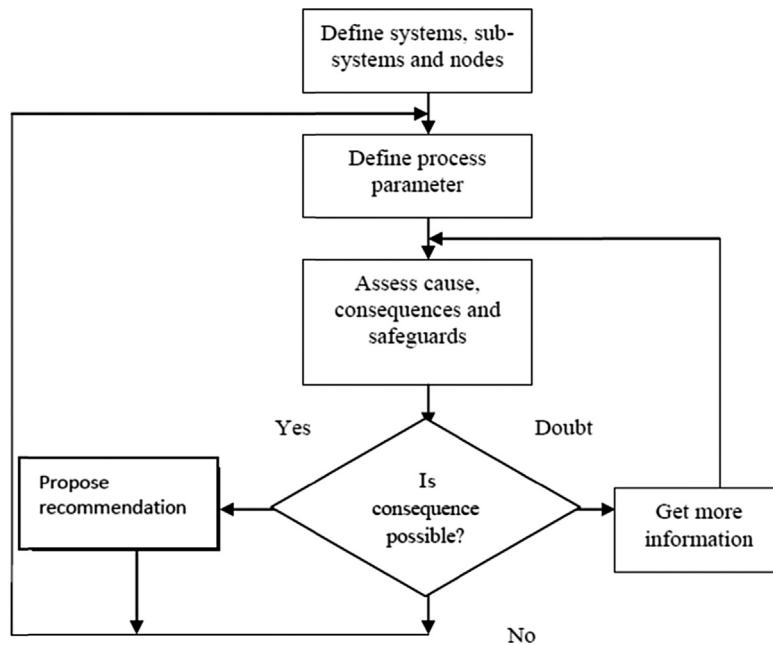 Define systems, sub-
systems and nodes
Define process
parameter
Assess cause,
consequences and
safeguards
Yes
Doubt
Is
consequence
possible?
Propose
recommendation
Get more
information
No